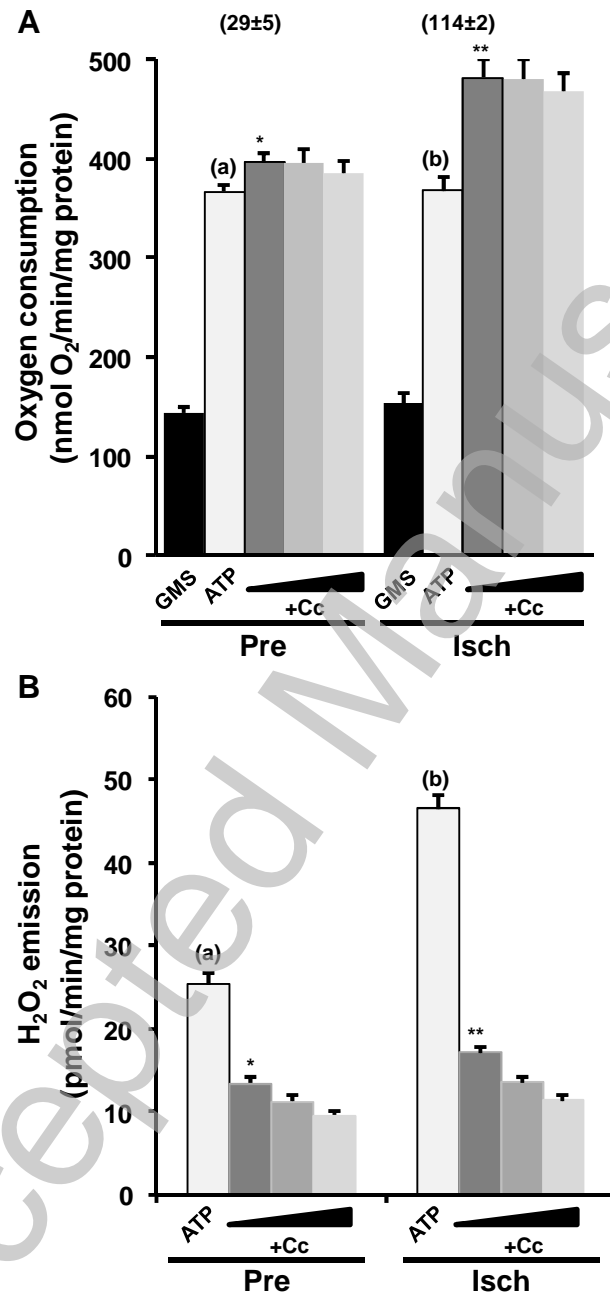 A
(29±5) (114±2)
Oxygen consumption
(nmol O₂/min/mg protein)
500
400
300
200
100
0
(a)
*
(b)
**
GMS ATP +Cc GMS ATP +Cc
Pre Isch
B
H₂O₂ emission
(pmol/min/mg protein)
60
50
40
30
20
10
0
(a)
*
(b)
**
ATP +Cc ATP +Cc
Pre Isch
cepted Manus